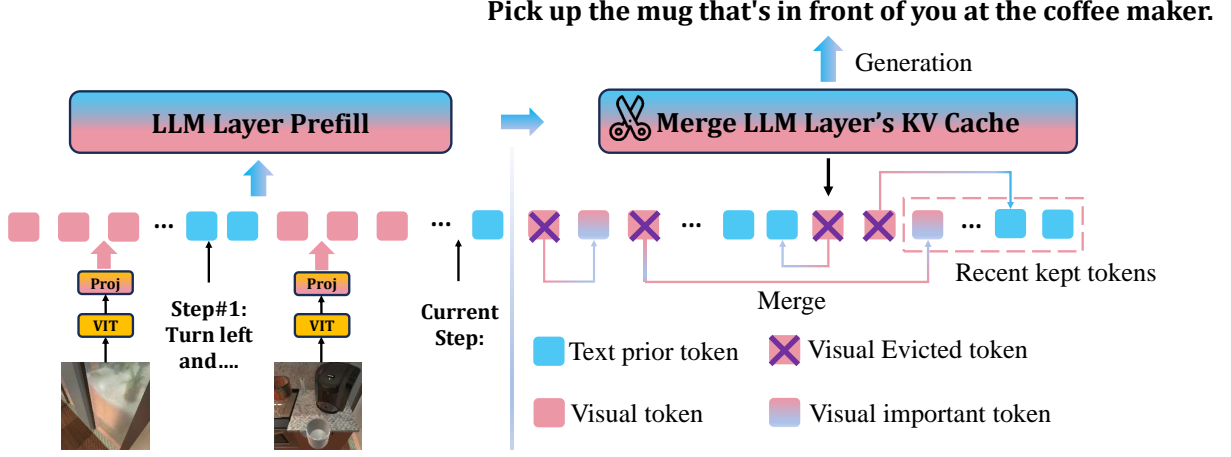 Pick up the mug that's in front of you at the coffee maker.
Generation
LLM Layer Prefill
Merge LLM Layer's KV Cache
...
...
...
...
Proj
Proj
VIT
VIT
Step#1:
Turn left
and....
Current
Step:
Merge
Recent kept tokens
Text prior token
Visual Evicted token
Visual token
Visual important token